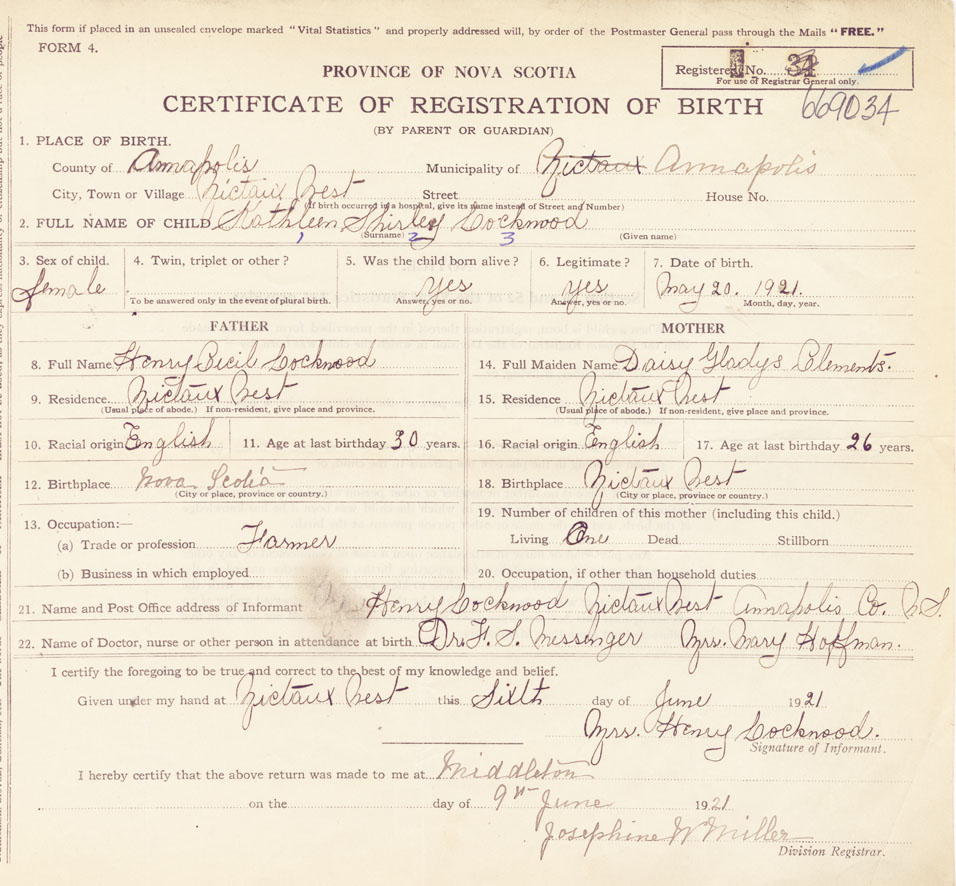 This form if placed in an unsealed envelope marked "Vital Statistics" and properly addressed will, by order of the Postmaster General pass through the Mails "FREE."
FORM 4.
Registered No. 34
For use of Registrar General only.
PROVINCE OF NOVA SCOTIA
CERTIFICATE OF REGISTRATION OF BIRTH 669034
(BY PARENT OR GUARDIAN)
1. PLACE OF BIRTH.
County of Annapolis Municipality of Nictaux Annapolis
City, Town or Village Nictaux West Street House No.
(If birth occurred in a hospital, give its name instead of Street and Number)
2. FULL NAME OF CHILD Kathleen Shirley Lockwood
1 (Surname) 2 3 (Given name)
3. Sex of child. 4. Twin, triplet or other? 5. Was the child born alive? 6. Legitimate? 7. Date of birth.
female yes yes May 20. 1921.
To be answered only in the event of plural birth. Answer, yes or no. Answer, yes or no. Month, day, year.
FATHER MOTHER
8. Full Name Henry Cecil Lockwood 14. Full Maiden Name Daisy Gladys Clements.
9. Residence Nictaux West 15. Residence Nictaux West
(Usual place of abode.) If non-resident, give place and province. (Usual place of abode.) If non-resident, give place and province.
10. Racial origin English 11. Age at last birthday 30 years. 16. Racial origin English 17. Age at last birthday 26 years.
12. Birthplace Nova Scotia 18. Birthplace Nictaux West
(City or place, province or country.) (City or place, province or country.)
13. Occupation:— 19. Number of children of this mother (including this child.)
(a) Trade or profession Farmer Living One Dead Stillborn
(b) Business in which employed 20. Occupation, if other than household duties
21. Name and Post Office address of Informant Henry Lockwood Nictaux West Annapolis Co. N.S.
22. Name of Doctor, nurse or other person in attendance at birth Dr. F. S. Messenger Mrs. Mary Hoffman.
I certify the foregoing to be true and correct to the best of my knowledge and belief.
Given under my hand at Nictaux West this Sixth day of June 1921
Mrs. Henry Lockwood.
Signature of Informant.
I hereby certify that the above return was made to me at Middleton
on the day of 9th June 1921
Josephine W Miller
Division Registrar.